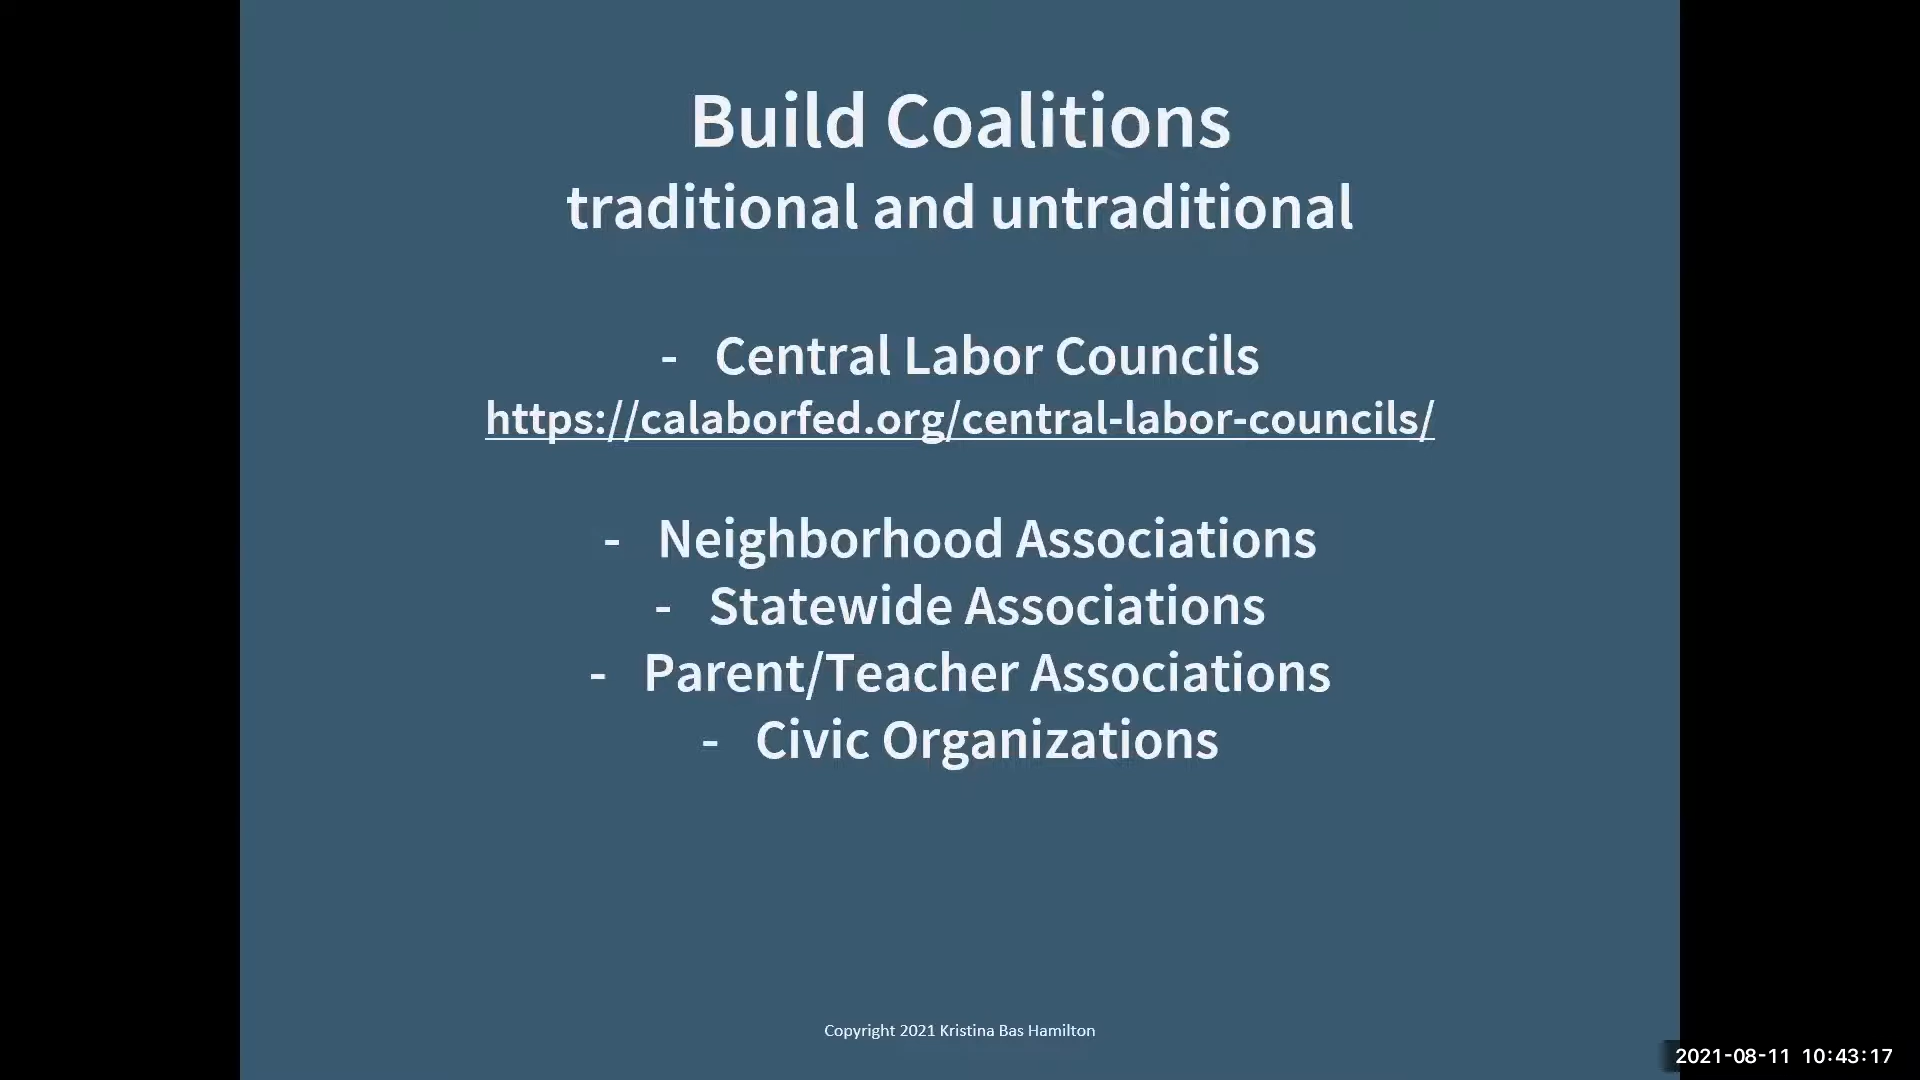 Build Coalitions
traditional and untraditional
- Central Labor Councils
https://calaborfed.org/central-labor-councils/
- Neighborhood Associations
- Statewide Associations
- Parent/Teacher Associations
- Civic Organizations
Copyright 2021 Kristina Bas Hamilton
2021-08-11 10:43:17